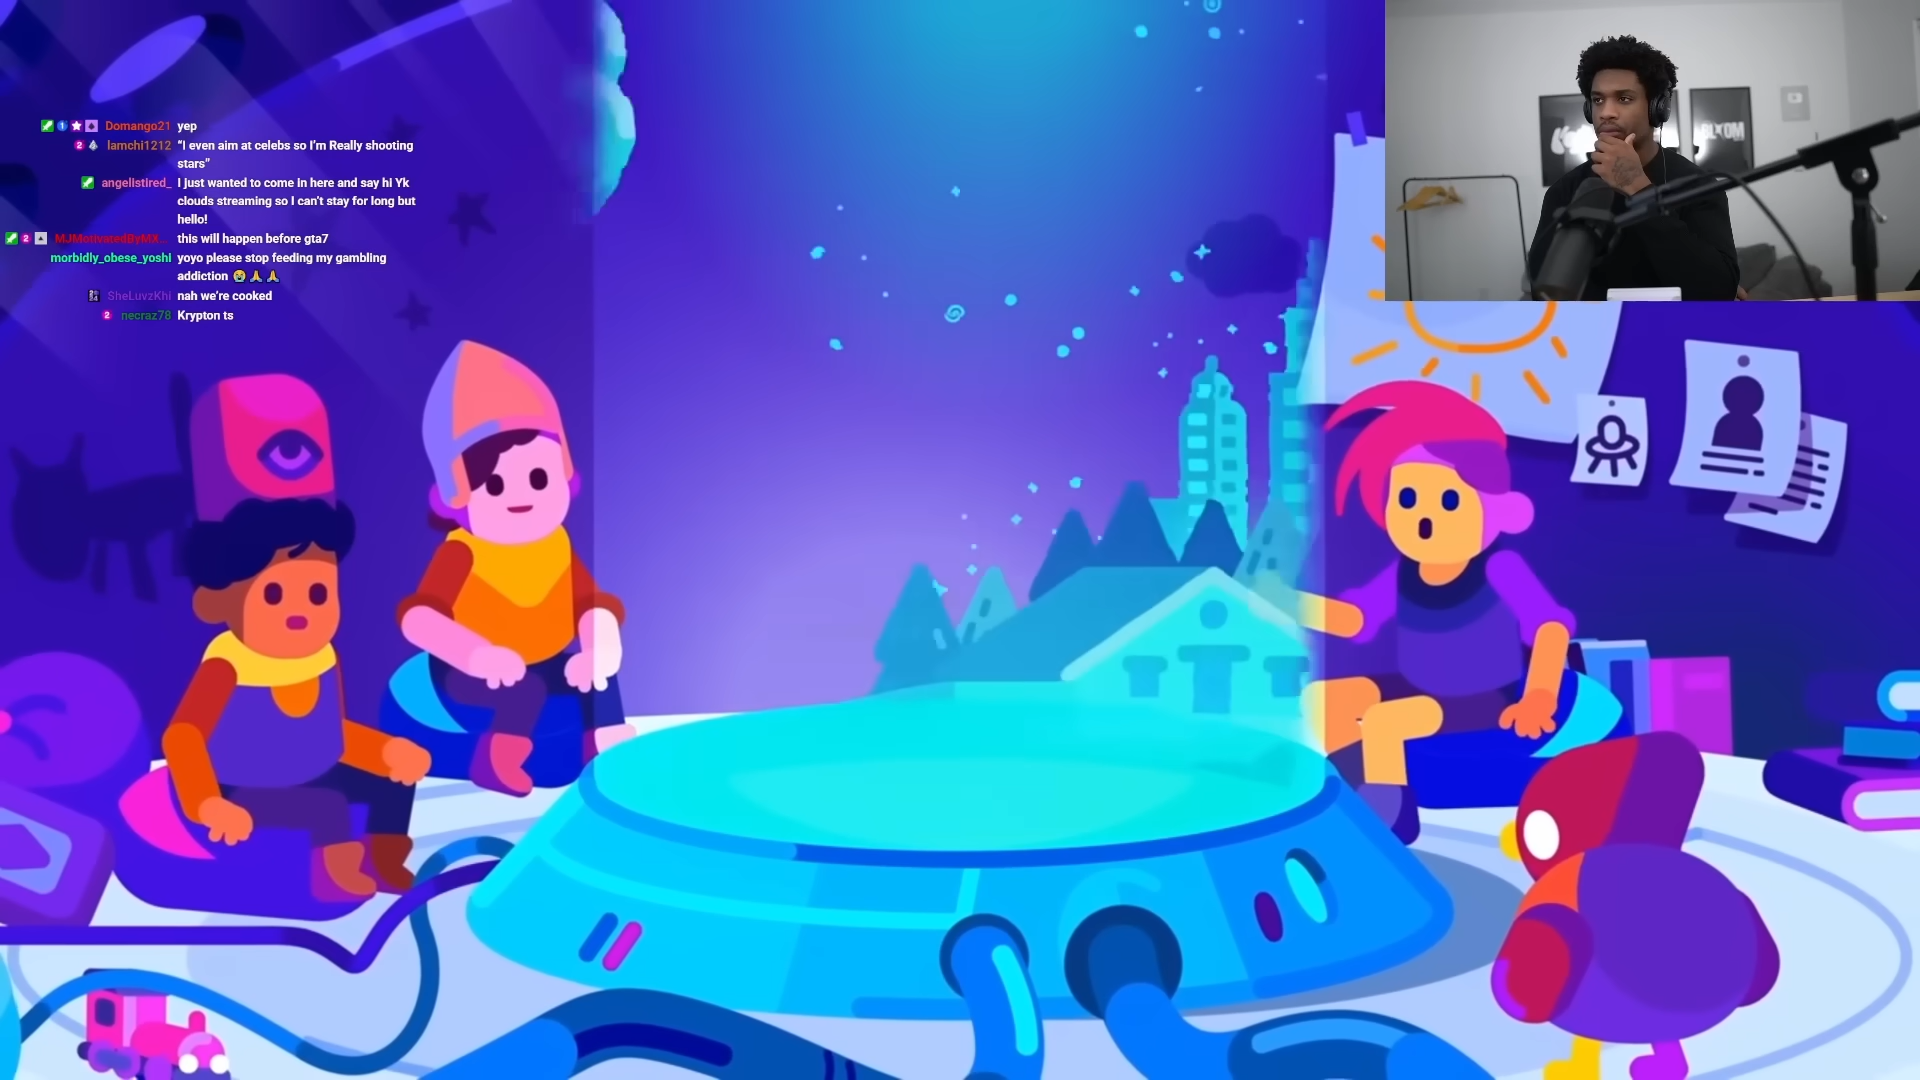 Domango21 yep
Iamchi1212 “I even aim at celebs so I’m Really shooting
stars”
angelistired_ I just wanted to come in here and say hi Yk
clouds streaming so I can't stay for long but
hello!
MJMotivatedByMX... this will happen before gta7
morbidly_obese_yoshi yoyo please stop feeding my gambling
addiction 😭🙏🙏
SheLuvzKhi nah we’re cooked
necraz78 Krypton ts